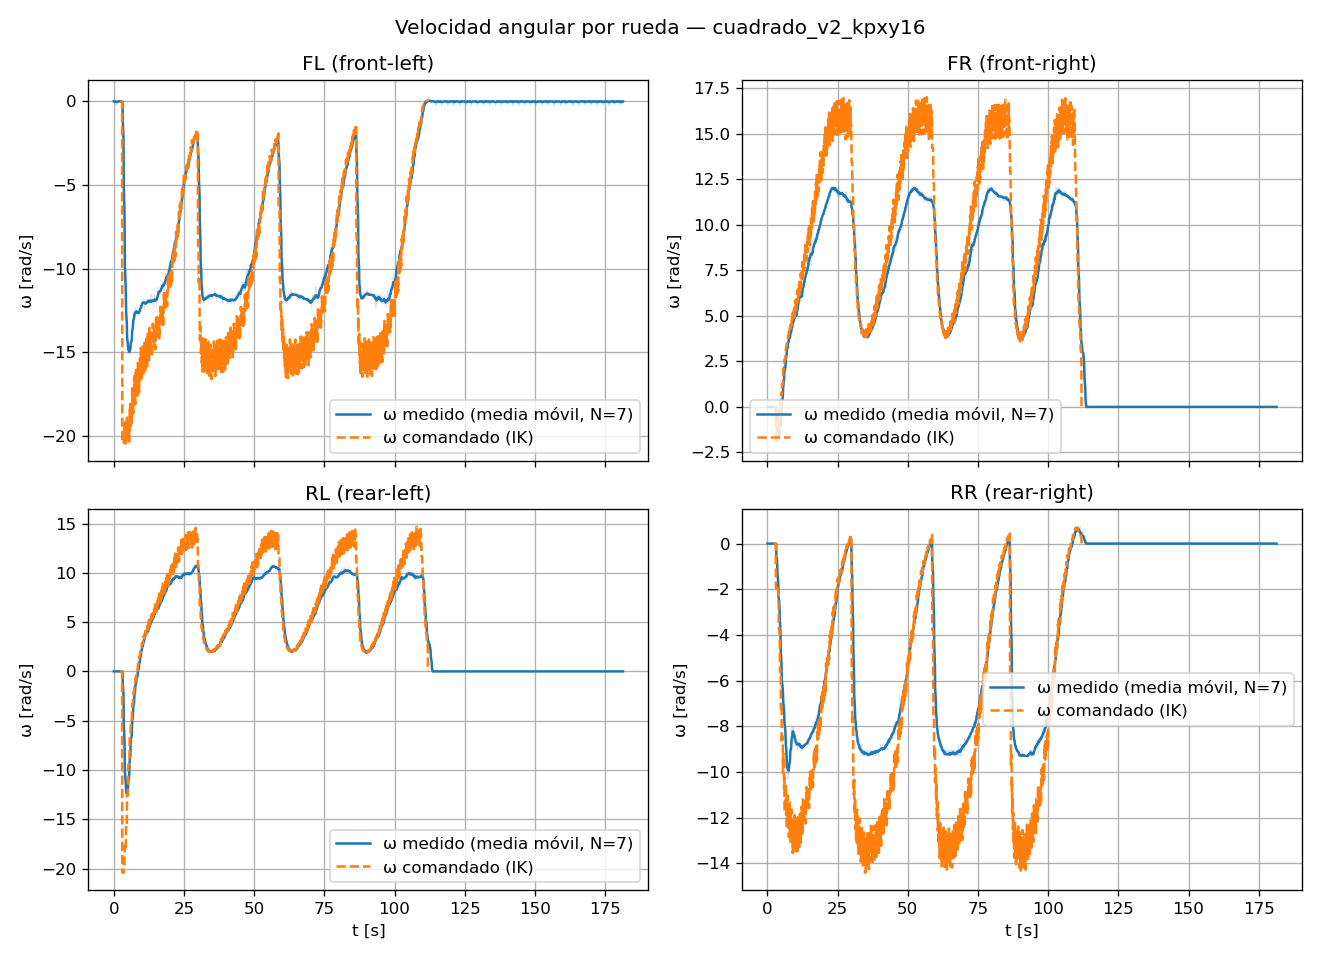 Velocidad angular por rueda — cuadrado_v2_kpxy16
FL (front-left)
ω [rad/s]
0
−5
−10
−15
−20
ω medido (media móvil, N=7)
ω comandado (IK)
FR (front-right)
ω [rad/s]
17.5
15.0
12.5
10.0
7.5
5.0
2.5
0.0
−2.5
ω medido (media móvil, N=7)
ω comandado (IK)
RL (rear-left)
ω [rad/s]
15
10
5
0
−5
−10
−15
−20
ω medido (media móvil, N=7)
ω comandado (IK)
0 25 50 75 100 125 150 175
t [s]
RR (rear-right)
ω [rad/s]
0
−2
−4
−6
−8
−10
−12
−14
ω medido (media móvil, N=7)
ω comandado (IK)
0 25 50 75 100 125 150 175
t [s]